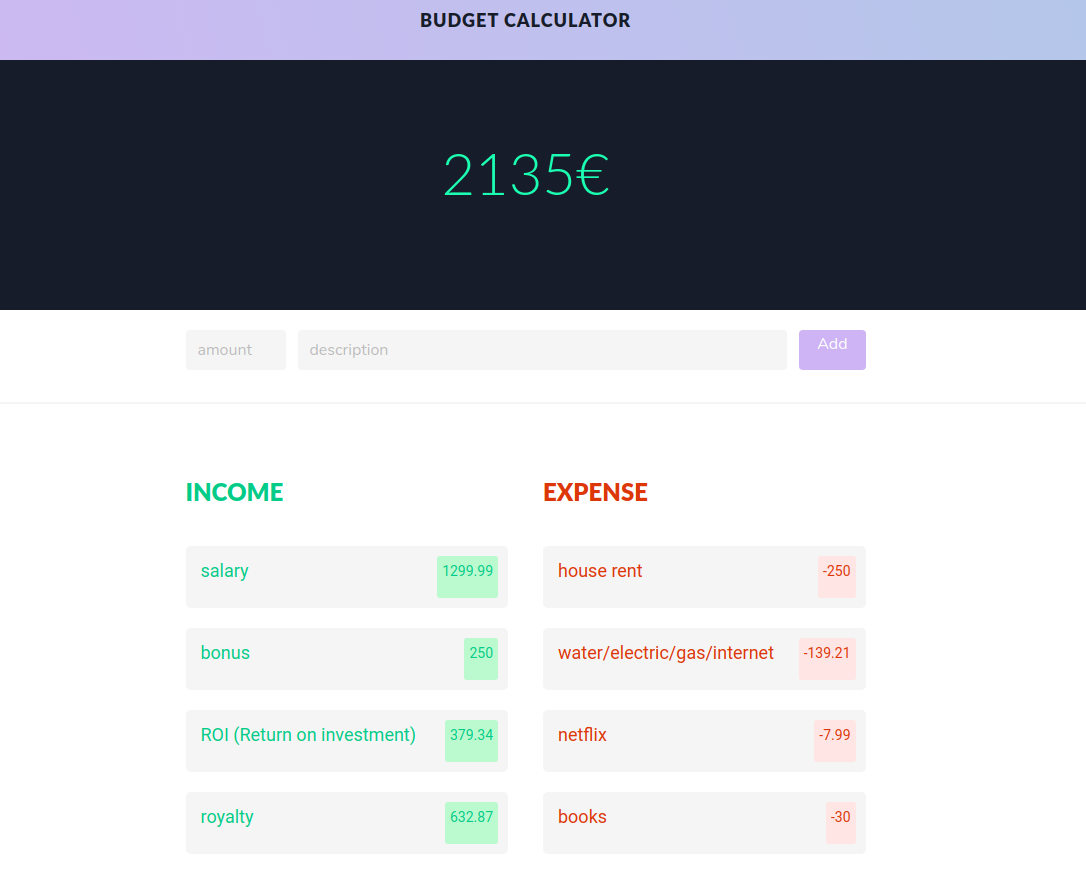 BUDGET CALCULATOR
2135€
amount description Add
INCOME
salary 1299.99
bonus 250
ROI (Return on investment) 379.34
royalty 632.87
EXPENSE
house rent -250
water/electric/gas/internet -139.21
netflix -7.99
books -30